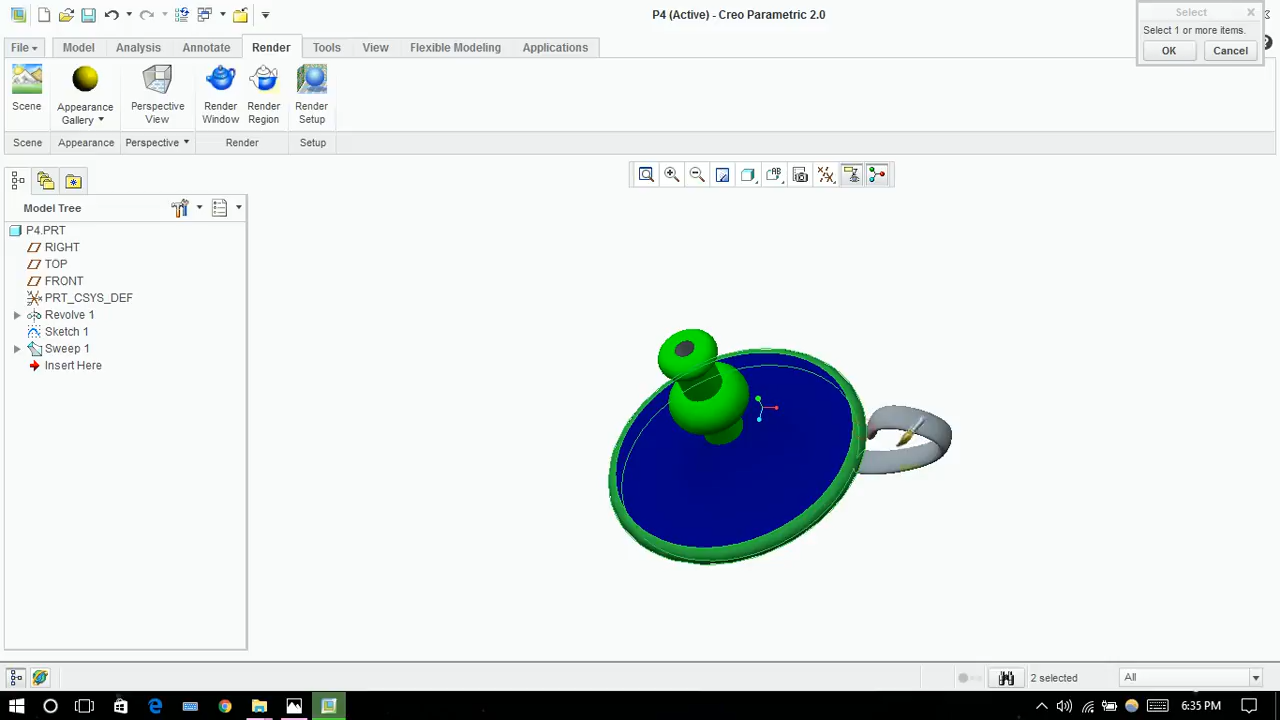 P4 (Active) - Creo Parametric 2.0
Select
Select 1 or more items.
OK Cancel
File Model Analysis Annotate Render Tools View Flexible Modeling Applications
Scene
Appearance Gallery
Perspective View
Render Window
Render Region
Render Setup
Scene Appearance Perspective Render Setup
Model Tree
P4.PRT
RIGHT
TOP
FRONT
PRT_CSYS_DEF
Revolve 1
Sketch 1
Sweep 1
Insert Here
2 selected
All
6:35 PM